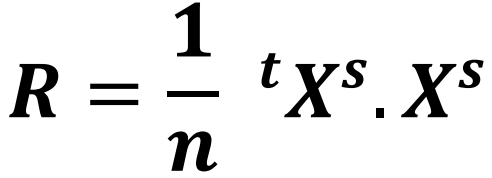 R = 1/n ᵗXˢ. Xˢ